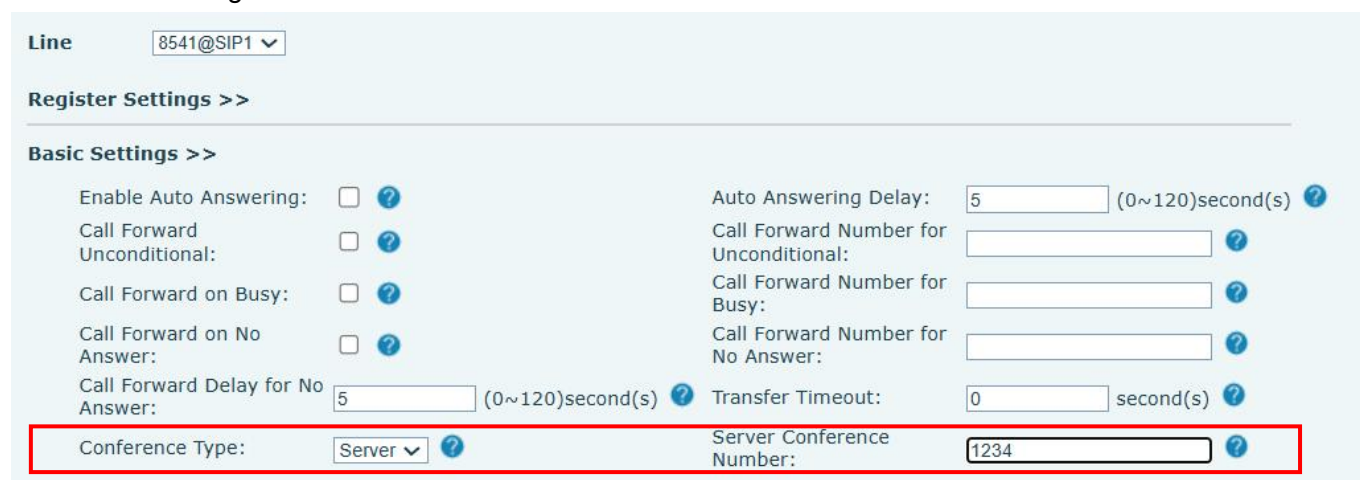 Line 8541@SIP1
Register Settings >>
Basic Settings >>
Enable Auto Answering: Auto Answering Delay: 5 (0~120)second(s)
Call Forward Unconditional: Call Forward Number for Unconditional:
Call Forward on Busy: Call Forward Number for Busy:
Call Forward on No Answer: Call Forward Number for No Answer:
Call Forward Delay for No Answer: 5 (0~120)second(s) Transfer Timeout: 0 second(s)
Conference Type: Server Server Conference Number: 1234